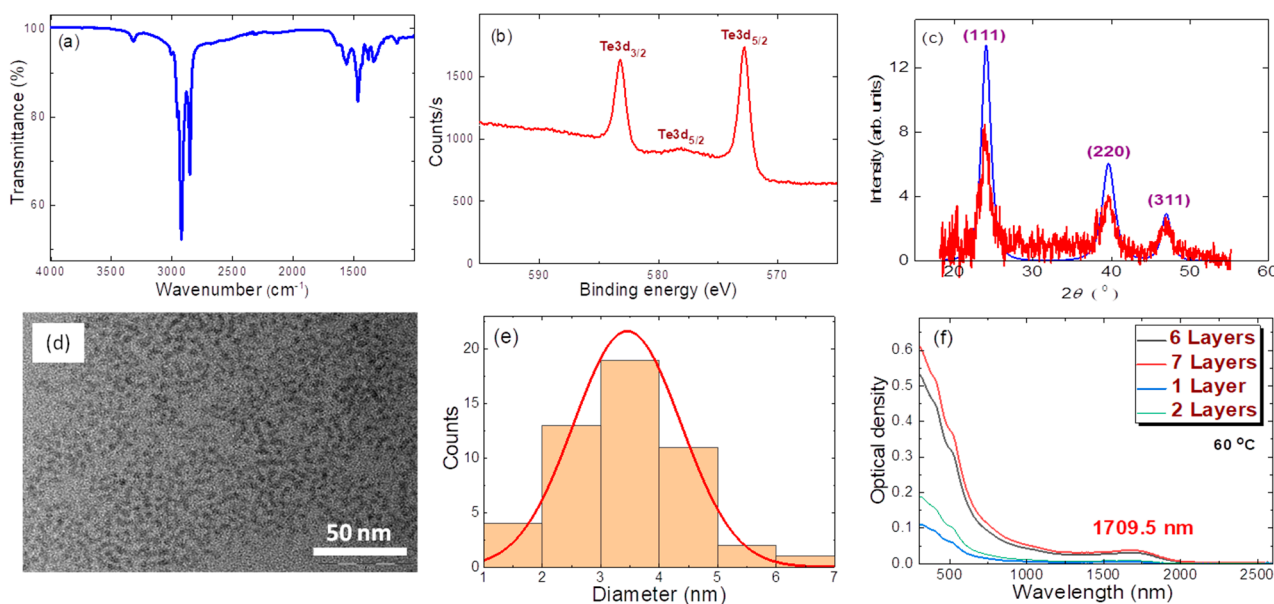 (a)
100
80
60
Transmittance (%)
4000 3500 3000 2500 2000 1500 1000
Wavenumber (cm⁻¹)
(b)
Te3d₃/₂
Te3d₅/₂
Te3d₅/₂
1500
1000
500
0
Counts/s
590 580 570
Binding energy (eV)
(c)
(111)
(220)
(311)
12
8
4
0
Intensity (arb. units)
20 30 40 50 60
2θ (°)
(d)
50 nm
(e)
20
15
10
5
0
Counts
1 2 3 4 5 6 7
Diameter (nm)
(f)
6 Layers
7 Layers
1 Layer
2 Layers
60 °C
1709.5 nm
0.6
0.5
0.4
0.3
0.2
0.1
0.0
Optical density
500 1000 1500 2000 2500
Wavelength (nm)